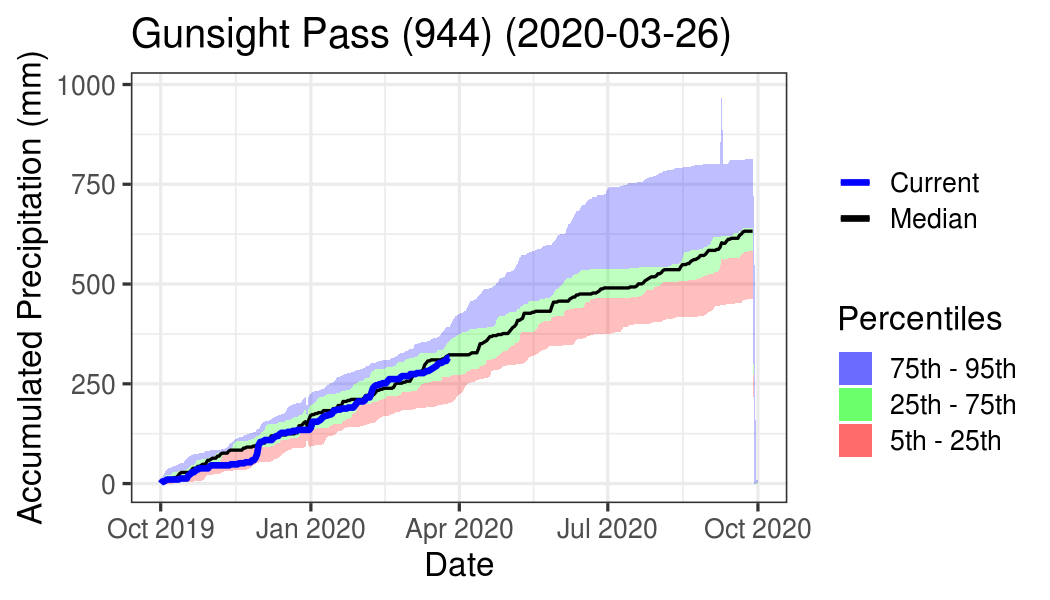 Gunsight Pass (944) (2020-03-26)
Accumulated Precipitation (mm)
1000
750
500
250
0
Oct 2019
Jan 2020
Apr 2020
Jul 2020
Oct 2020
Date
Current
Median
Percentiles
75th - 95th
25th - 75th
5th - 25th